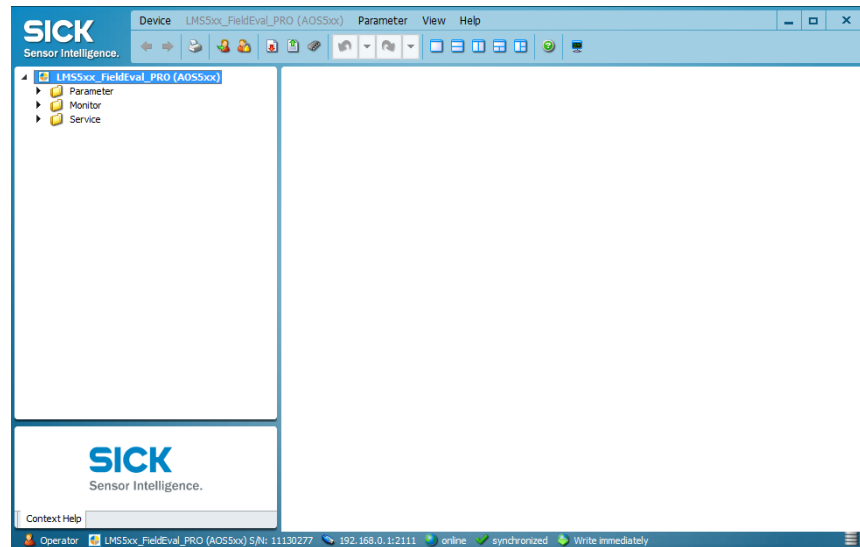 SICK
Sensor Intelligence.
Device LMS5xx_FieldEval_PRO (AOS5xx) Parameter View Help
LMS5xx_FieldEval_PRO (AOS5xx)
Parameter
Monitor
Service
SICK
Sensor Intelligence.
Context Help
Operator LMS5xx_FieldEval_PRO (AOS5xx) S/N: 11130277 192.168.0.1:2111 online synchronized Write immediately